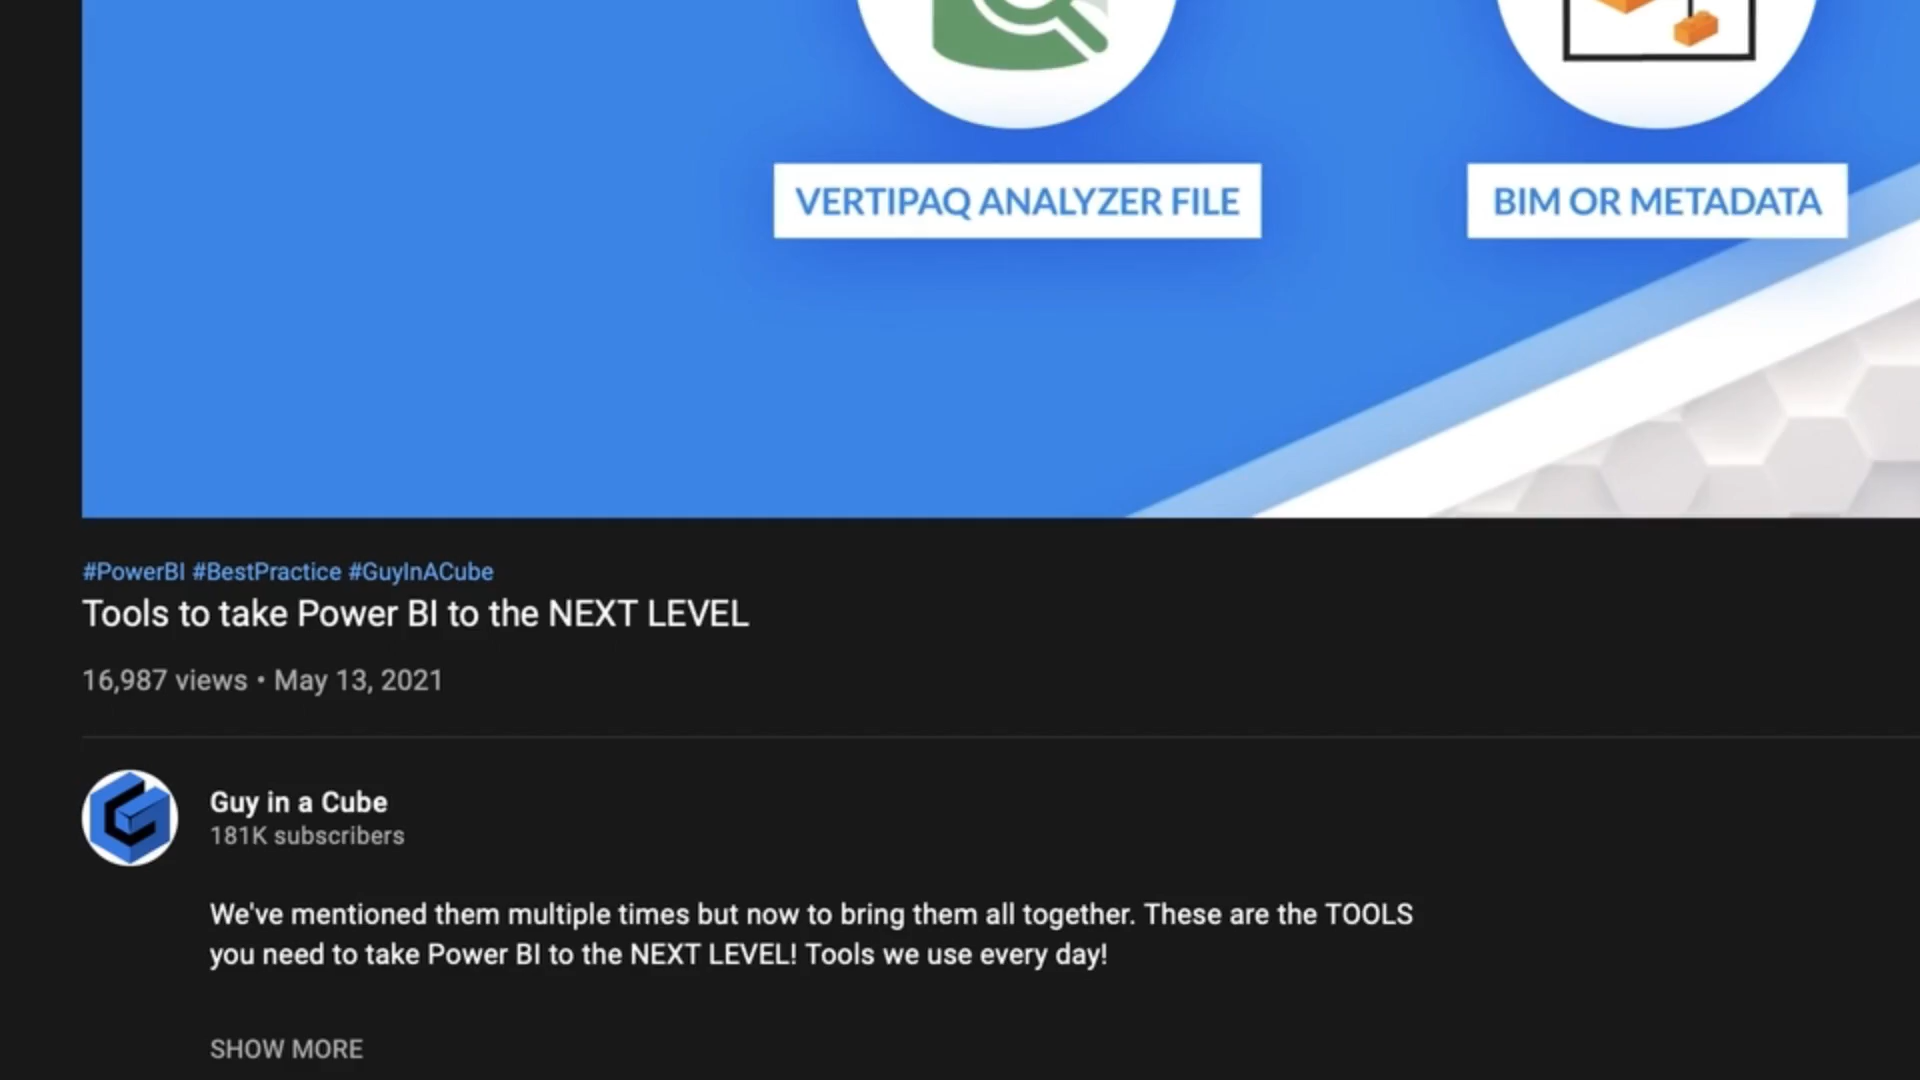 VERTIPAQ ANALYZER FILE
BIM OR METADATA
#PowerBI #BestPractice #GuyInACube
Tools to take Power BI to the NEXT LEVEL
16,987 views • May 13, 2021
Guy in a Cube
181K subscribers
We've mentioned them multiple times but now to bring them all together. These are the TOOLS
you need to take Power BI to the NEXT LEVEL! Tools we use every day!
SHOW MORE